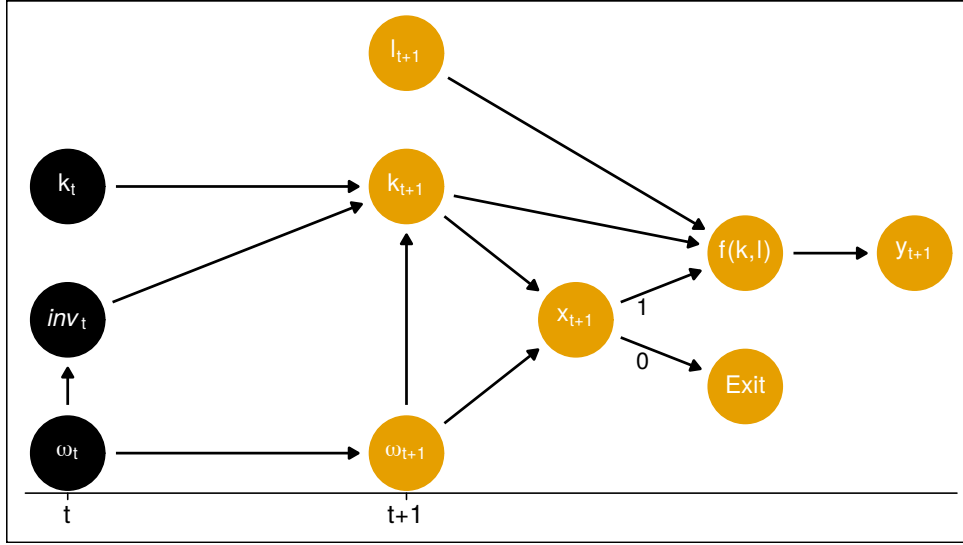 l_{t+1}
k_t
k_{t+1}
f(k,l)
y_{t+1}
inv_t
x_{t+1}
1
0
Exit
ω_t
ω_{t+1}
t
t+1